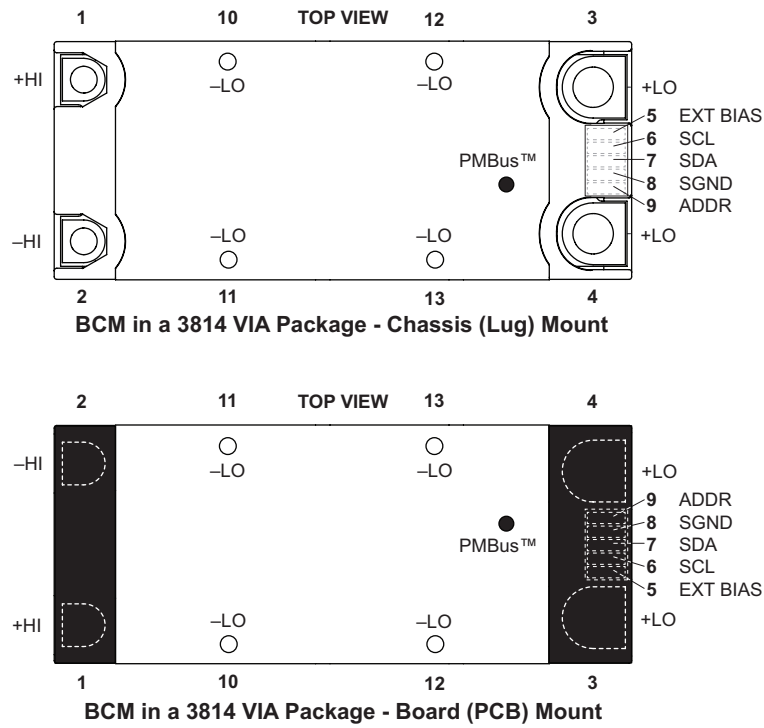 1 10 TOP VIEW 12 3
+HI –LO –LO +LO
5 EXT BIAS
6 SCL
PMBus™ 7 SDA
8 SGND
9 ADDR
–HI –LO –LO +LO
2 11 13 4
BCM in a 3814 VIA Package - Chassis (Lug) Mount
2 11 TOP VIEW 13 4
–HI –LO –LO +LO
9 ADDR
8 SGND
PMBus™ 7 SDA
6 SCL
5 EXT BIAS
+HI –LO –LO +LO
1 10 12 3
BCM in a 3814 VIA Package - Board (PCB) Mount